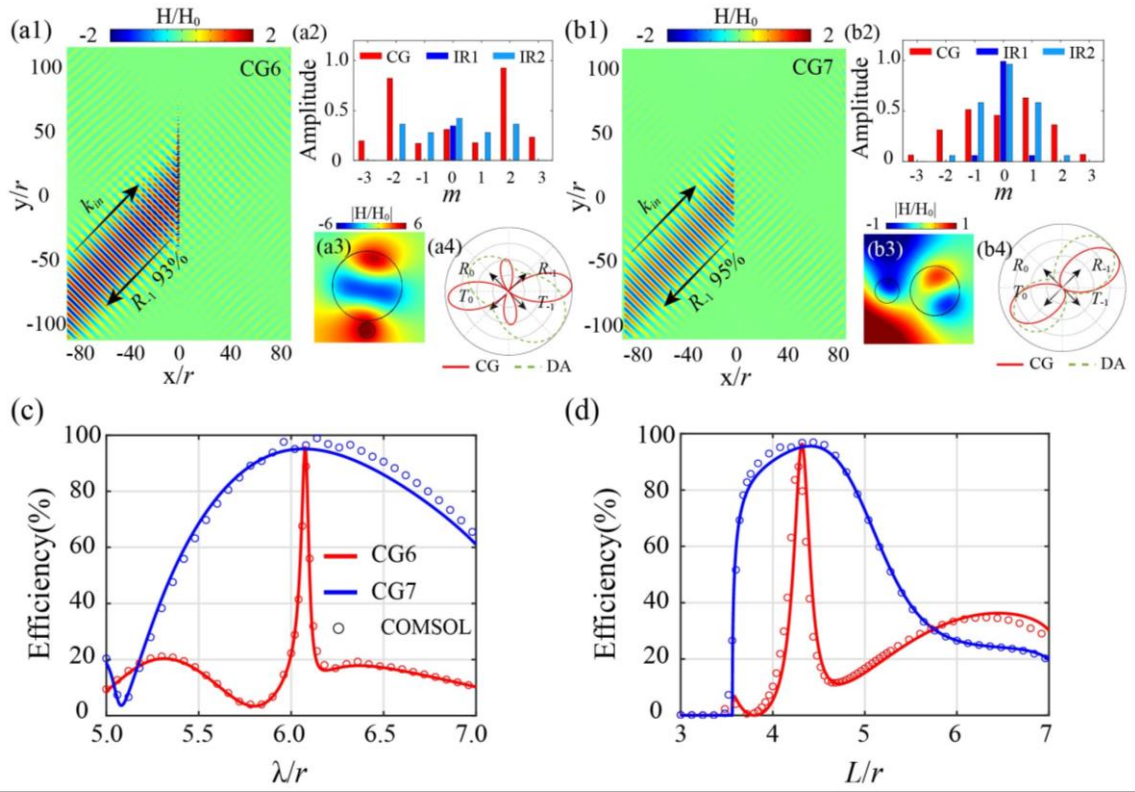 (a1)
H/H0
-2 2
CG6
100
50
0
-50
-100
y/r
kin
R-1 93%
-80 -40 0 40 80
x/r
(a2)
CG IR1 IR2
Amplitude
1.0
0.5
0
-3 -2 -1 0 1 2 3
m
|H/H0|
-6 6
(a3)
(a4)
R0 R-1
T0 T-1
CG DA
(b1)
H/H0
-2 2
CG7
100
50
0
-50
-100
y/r
kin
R-1 95%
-80 -40 0 40 80
x/r
(b2)
CG IR1 IR2
Amplitude
1.0
0.5
0
-3 -2 -1 0 1 2 3
m
|H/H0|
-1 1
(b3)
(b4)
R0 R-1
T0 T-1
CG DA
(c)
Efficiency(%)
100
80
60
40
20
0
CG6
CG7
COMSOL
5.0 5.5 6.0 6.5 7.0
λ/r
(d)
Efficiency(%)
100
80
60
40
20
0
3 4 5 6 7
L/r